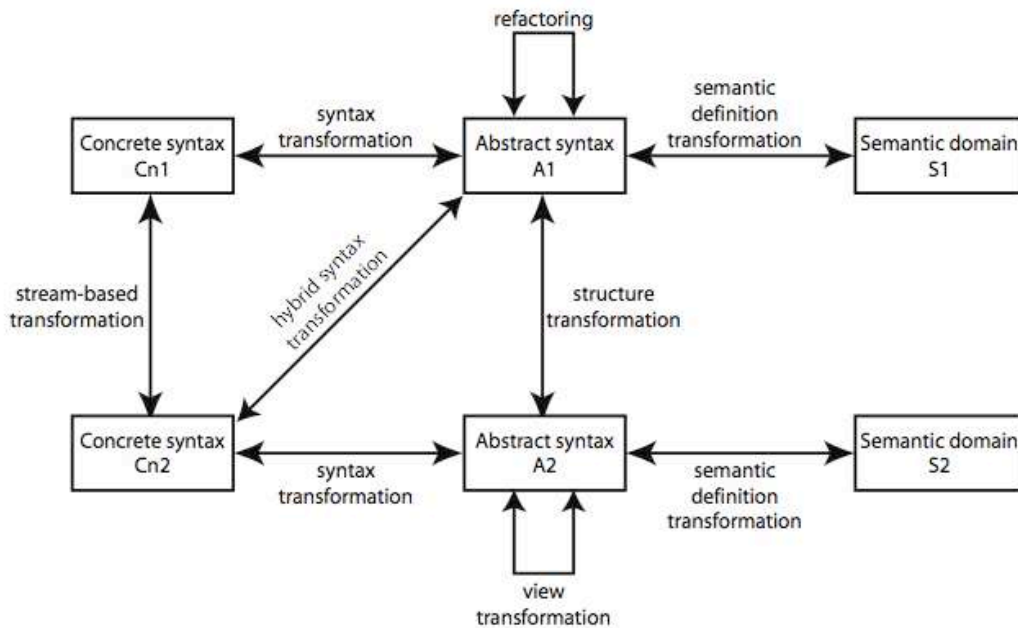 refactoring
syntax
transformation
semantic
definition
transformation
Concrete syntax
Cn1
Abstract syntax
A1
Semantic domain
S1
hybrid syntax
transformation
stream-based
transformation
structure
transformation
Concrete syntax
Cn2
Abstract syntax
A2
Semantic domain
S2
syntax
transformation
semantic
definition
transformation
view
transformation